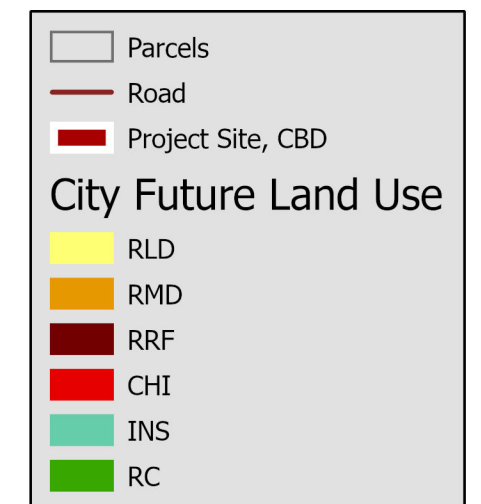 Parcels
Road
Project Site, CBD
City Future Land Use
RLD
RMD
RRF
CHI
INS
RC